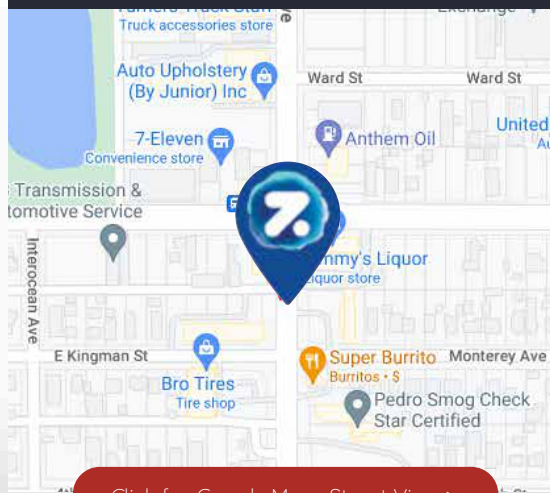 Truck accessories store
Auto Upholstery
(By Junior) Inc
Ward St
Ward St
7-Eleven
Convenience store
Anthem Oil
United
Transmission &
tomotive Service
my's Liquor
iquor store
Interocean Ave
E Kingman St
Super Burrito
Monterey Ave
Burritos • $
Bro Tires
Tire shop
Pedro Smog Check
Star Certified